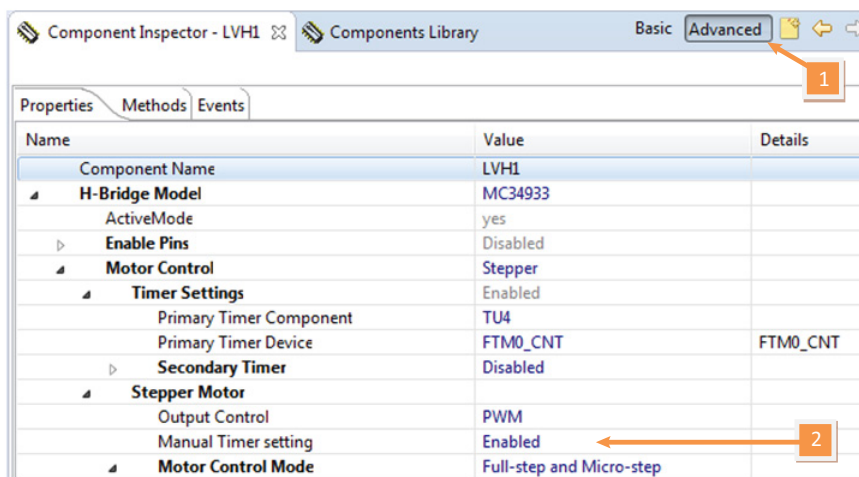 Component Inspector - LVH1 Components Library Basic Advanced
1
Properties Methods Events
Name Value Details
Component Name LVH1
H-Bridge Model MC34933
ActiveMode yes
Enable Pins Disabled
Motor Control Stepper
Timer Settings Enabled
Primary Timer Component TU4
Primary Timer Device FTM0_CNT FTM0_CNT
Secondary Timer Disabled
Stepper Motor
Output Control PWM
Manual Timer setting Enabled 2
Motor Control Mode Full-step and Micro-step